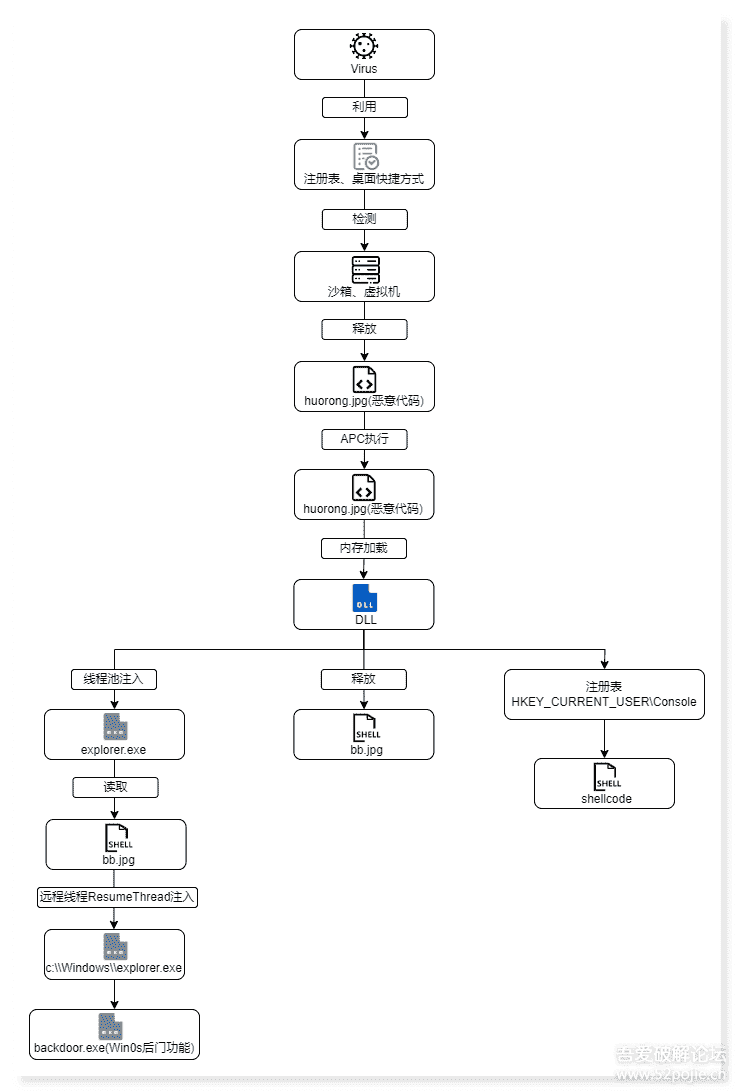 Virus
利用
注册表、桌面快捷方式
检测
沙箱、虚拟机
释放
huorong.jpg(恶意代码)
APC执行
huorong.jpg(恶意代码)
内存加载
DLL
DLL
线程池注入
释放
注册表
HKEY_CURRENT_USER\Console
explorer.exe
SHELL
bb.jpg
SHELL
shellcode
读取
SHELL
bb.jpg
远程线程ResumeThread注入
c:\\Windows\\explorer.exe
backdoor.exe(Win0s后门功能)
吾爱破解论坛
www.52pojie.cn